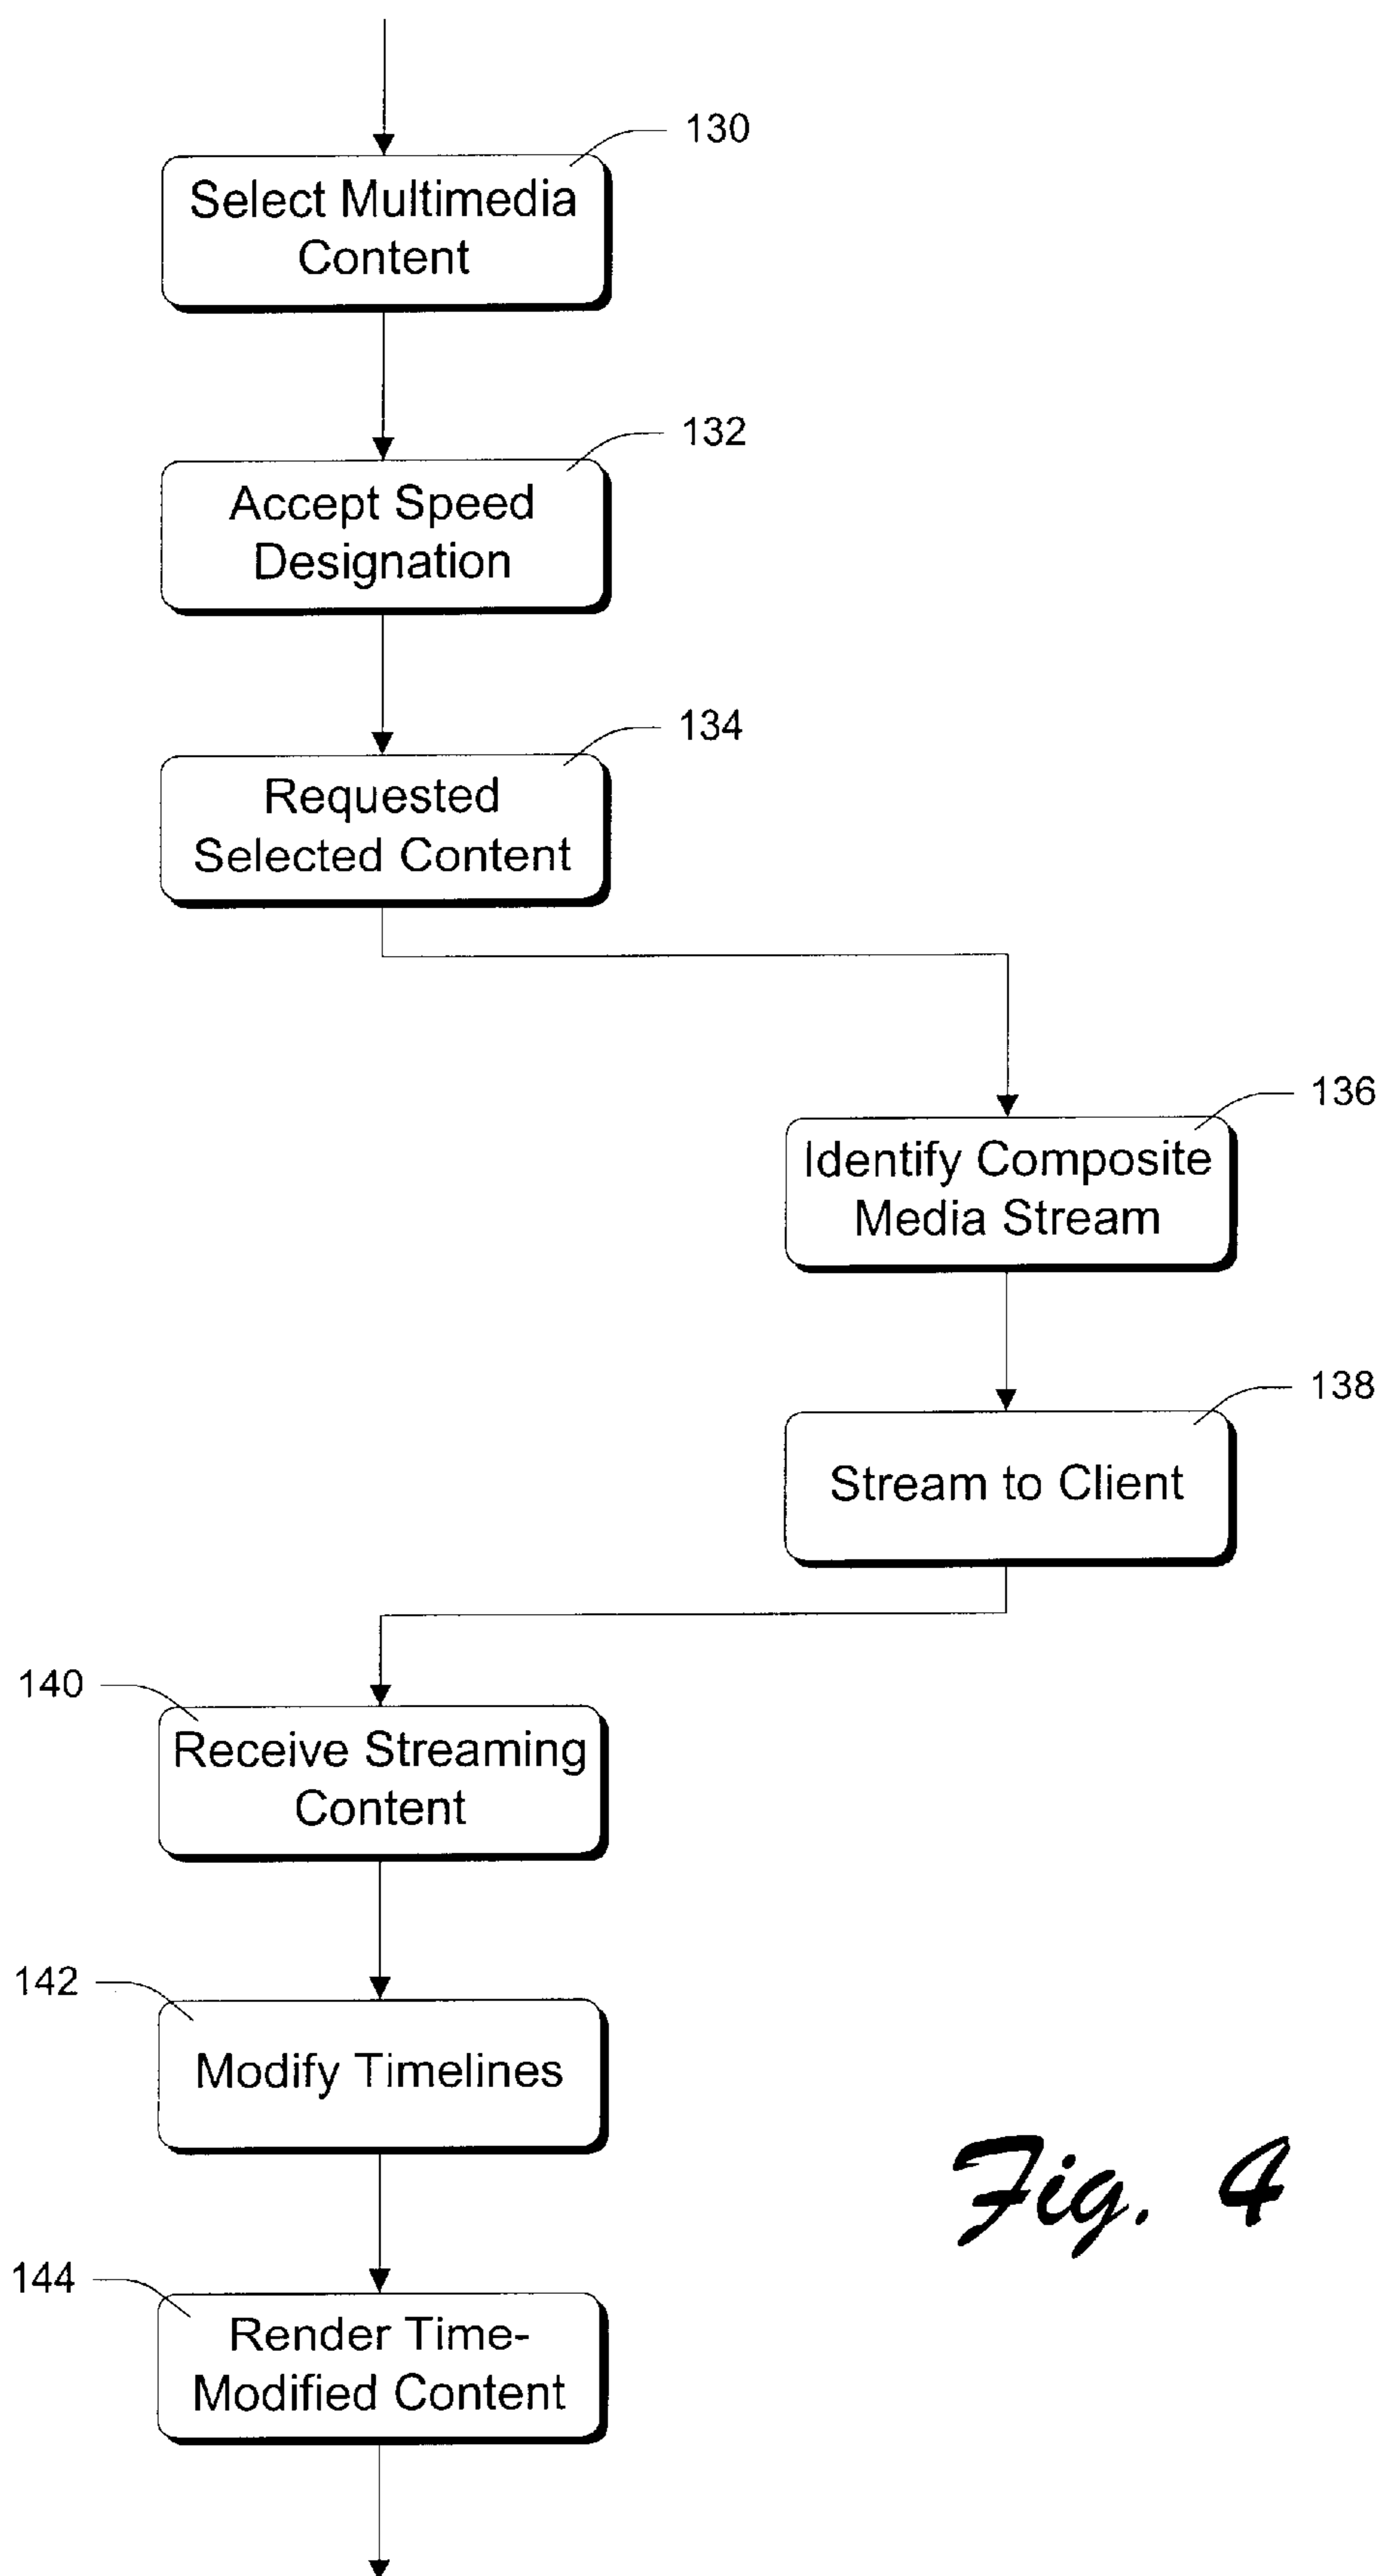 130
Select Multimedia
Content
132
Accept Speed
Designation
134
Requested
Selected Content
136
Identify Composite
Media Stream
138
Stream to Client
140
Receive Streaming
Content
142
Modify Timelines
144
Render Time-
Modified Content
Fig. 4